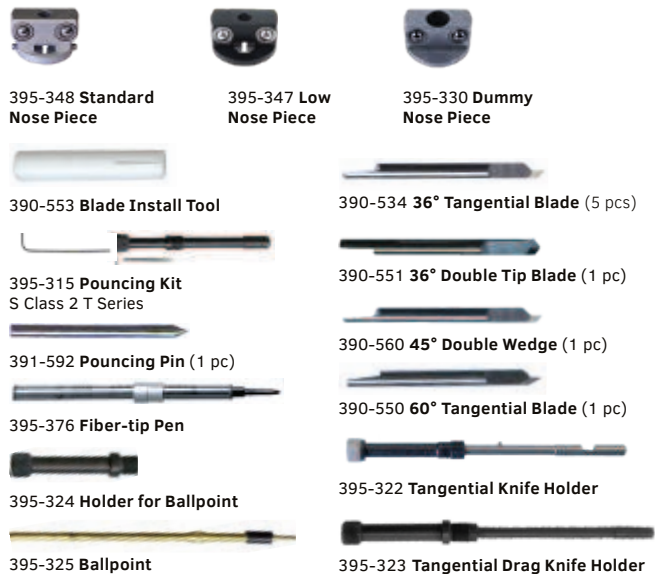 395-348 Standard
Nose Piece
395-347 Low
Nose Piece
395-330 Dummy
Nose Piece
390-553 Blade Install Tool
395-315 Pouncing Kit
S Class 2 T Series
391-592 Pouncing Pin (1 pc)
395-376 Fiber-tip Pen
395-324 Holder for Ballpoint
395-325 Ballpoint
390-534 36° Tangential Blade (5 pcs)
390-551 36° Double Tip Blade (1 pc)
390-560 45° Double Wedge (1 pc)
390-550 60° Tangential Blade (1 pc)
395-322 Tangential Knife Holder
395-323 Tangential Drag Knife Holder